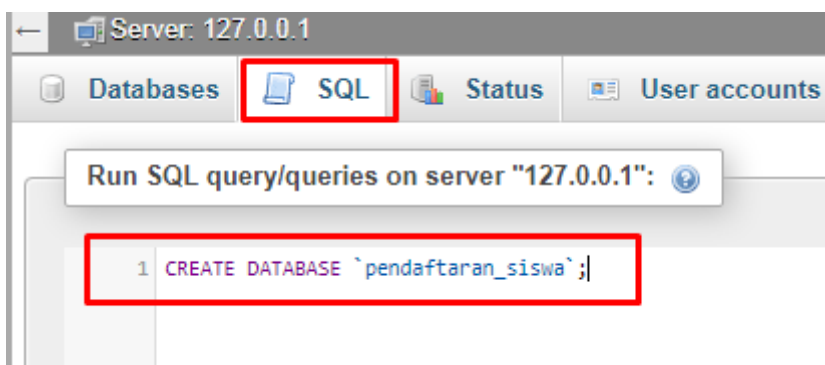 ← Server: 127.0.0.1
Databases SQL Status User accounts
Run SQL query/queries on server "127.0.0.1":
1 CREATE DATABASE `pendaftaran_siswa`;